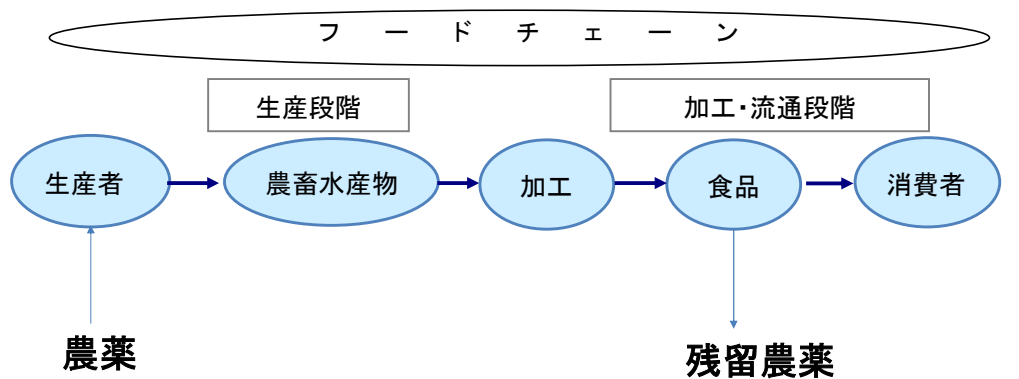 フードチェーン
生産段階
加工・流通段階
生産者
農畜水産物
加工
食品
消費者
農薬
残留農薬